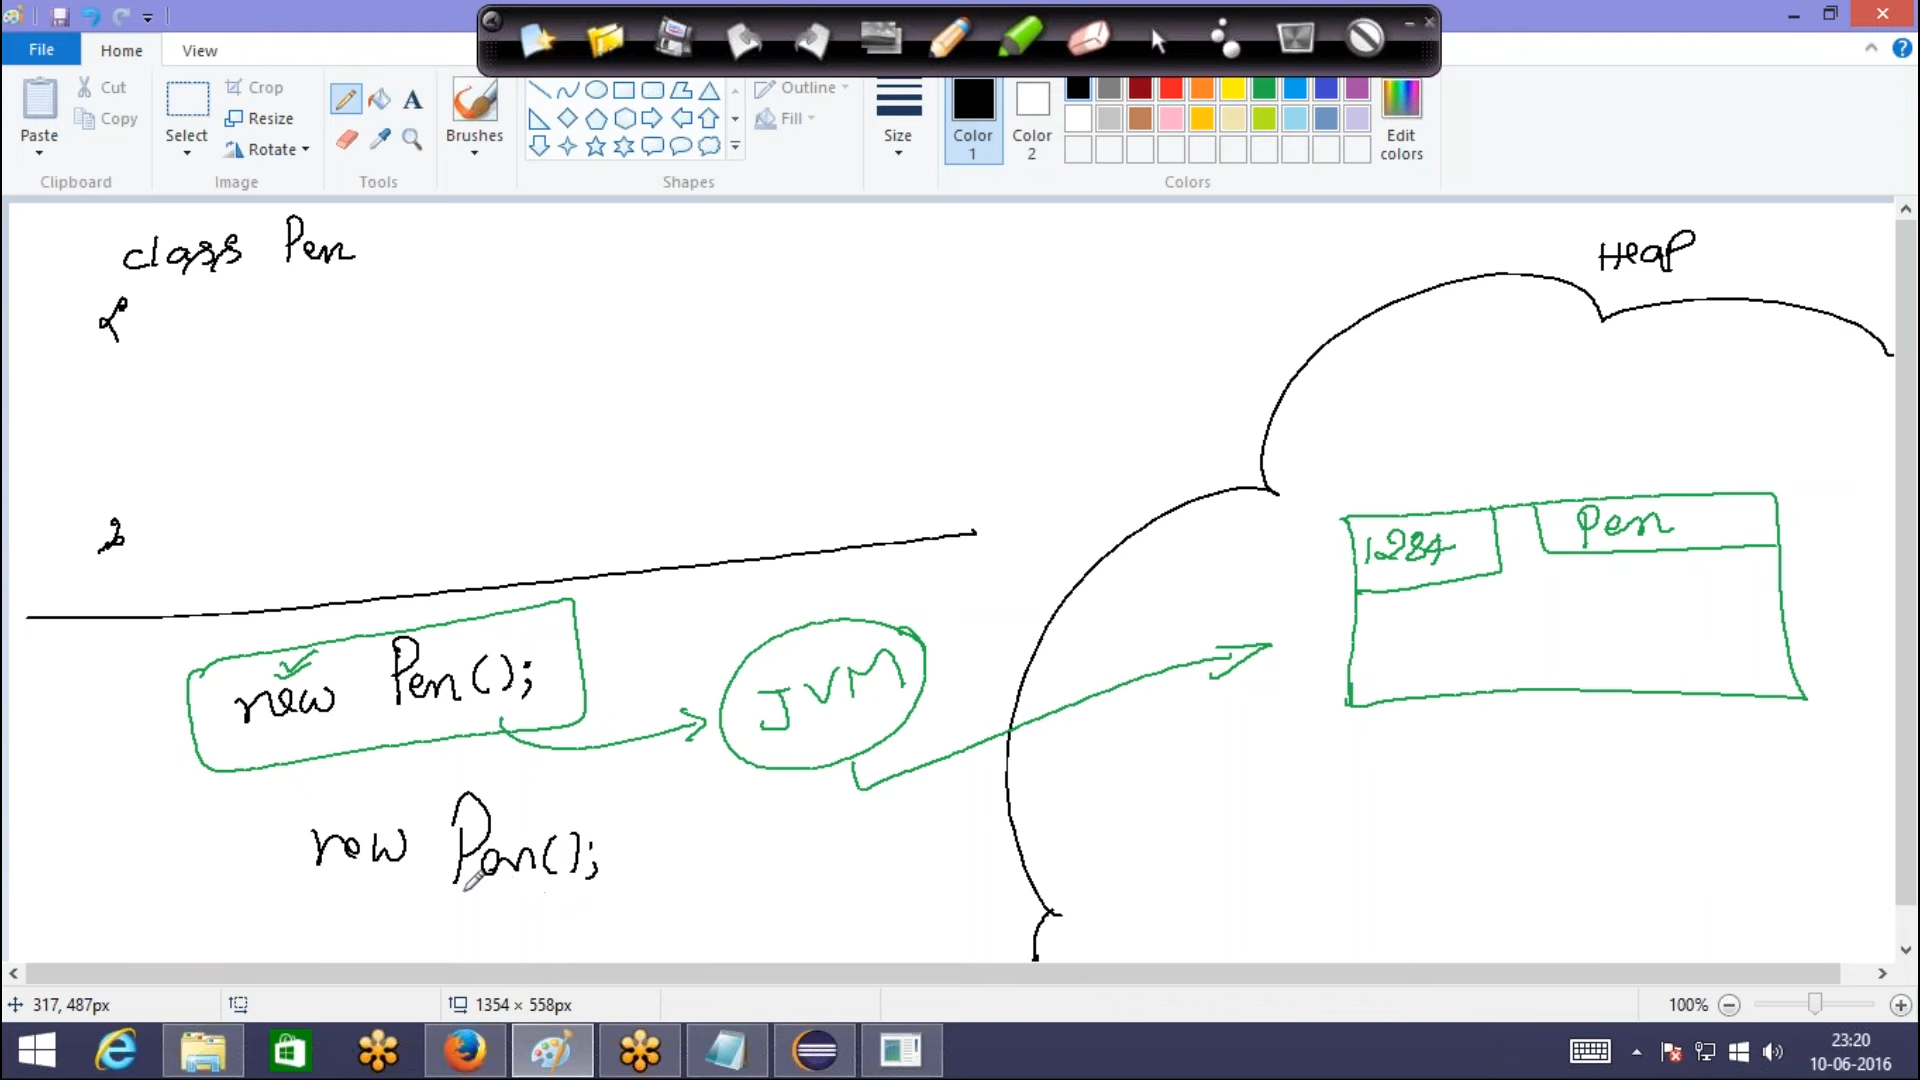 File Home View
Paste
Cut
Copy
Clipboard
Select
Crop
Resize
Rotate
Image
Tools
Brushes
Shapes
Outline
Fill
Size
Color 1
Color 2
Edit colors
Colors
class Pen
{
}
new Pen();
JVM
new Pen();
Heap
1234
Pen
317, 487px
1354 × 558px
100%
23:20
10-06-2016